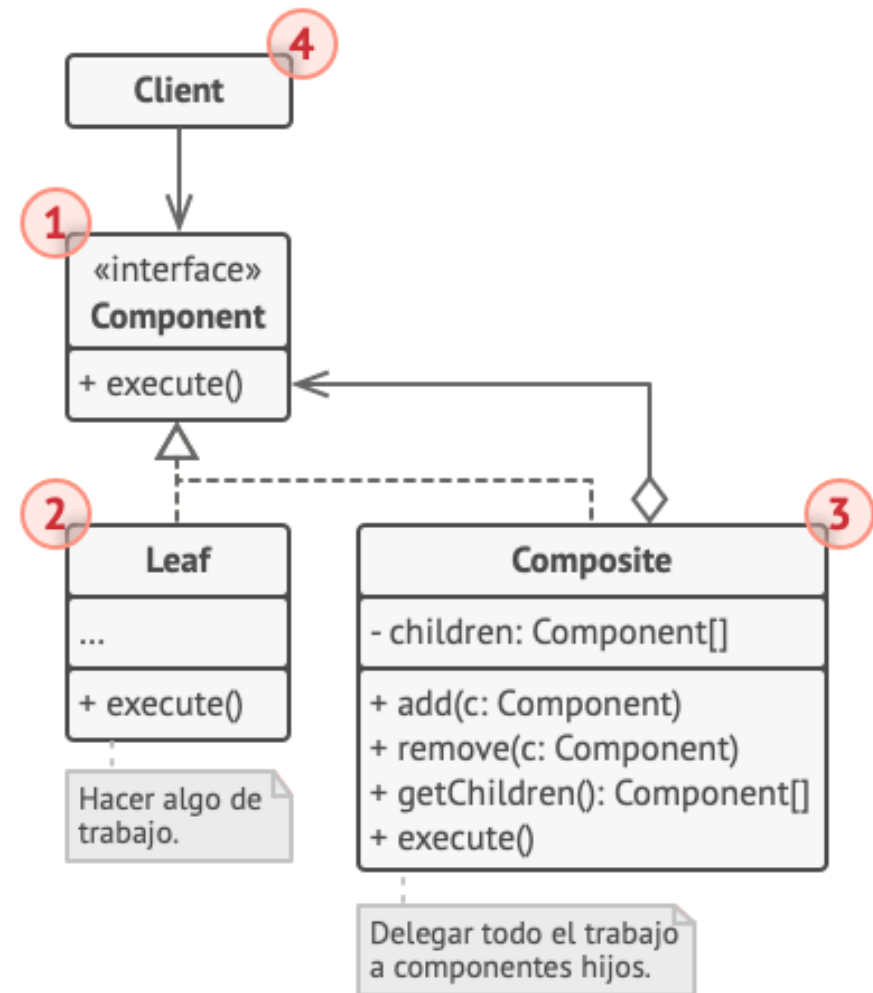 4
Client
1
«interface»
Component
+ execute()
2
Leaf
...
+ execute()
Hacer algo de
trabajo.
3
Composite
- children: Component[]
+ add(c: Component)
+ remove(c: Component)
+ getChildren(): Component[]
+ execute()
Delegar todo el trabajo
a componentes hijos.